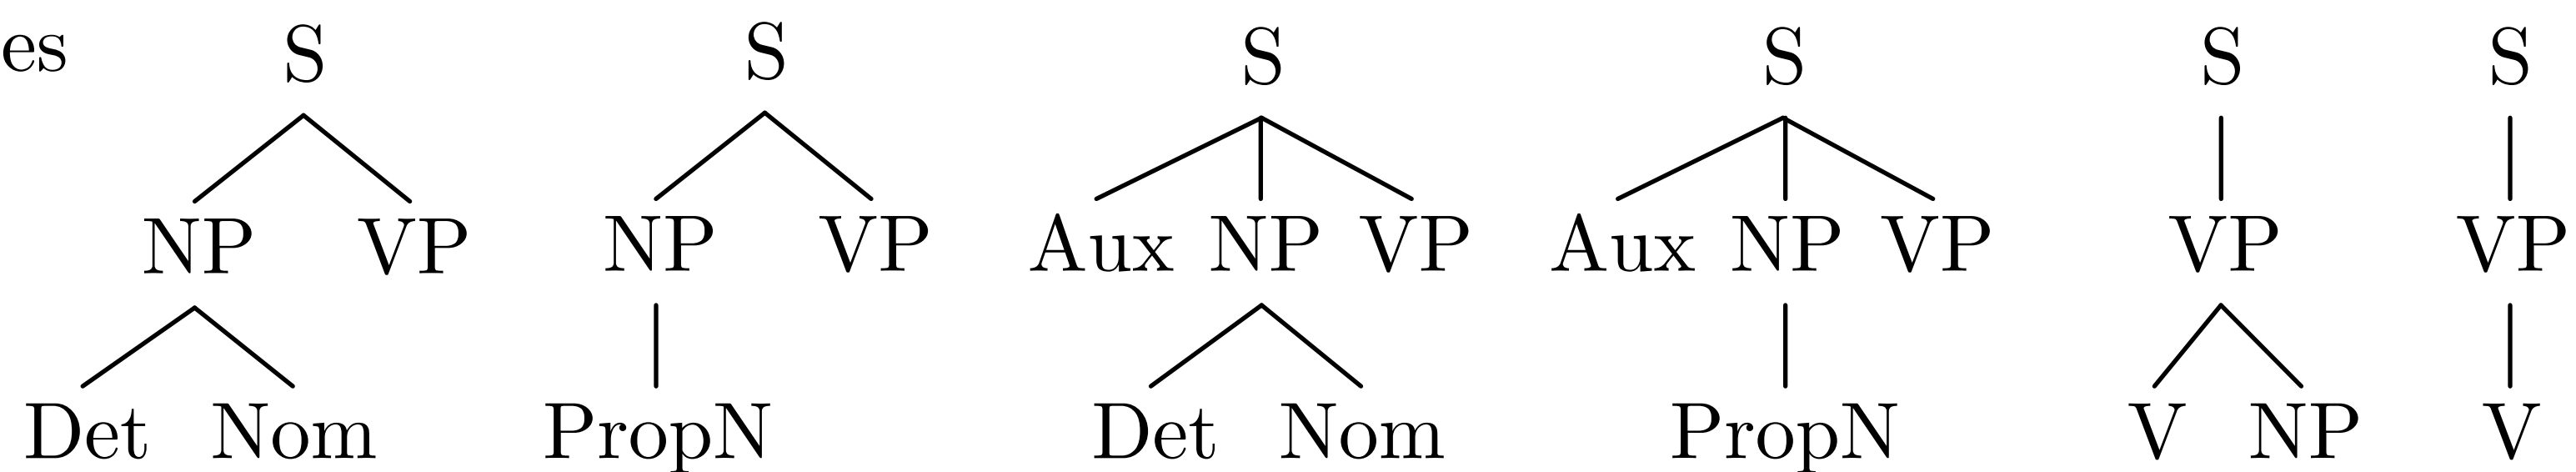 es S S S S S S
NP VP NP VP Aux NP VP Aux NP VP VP VP
Det Nom PropN Det Nom PropN V NP V